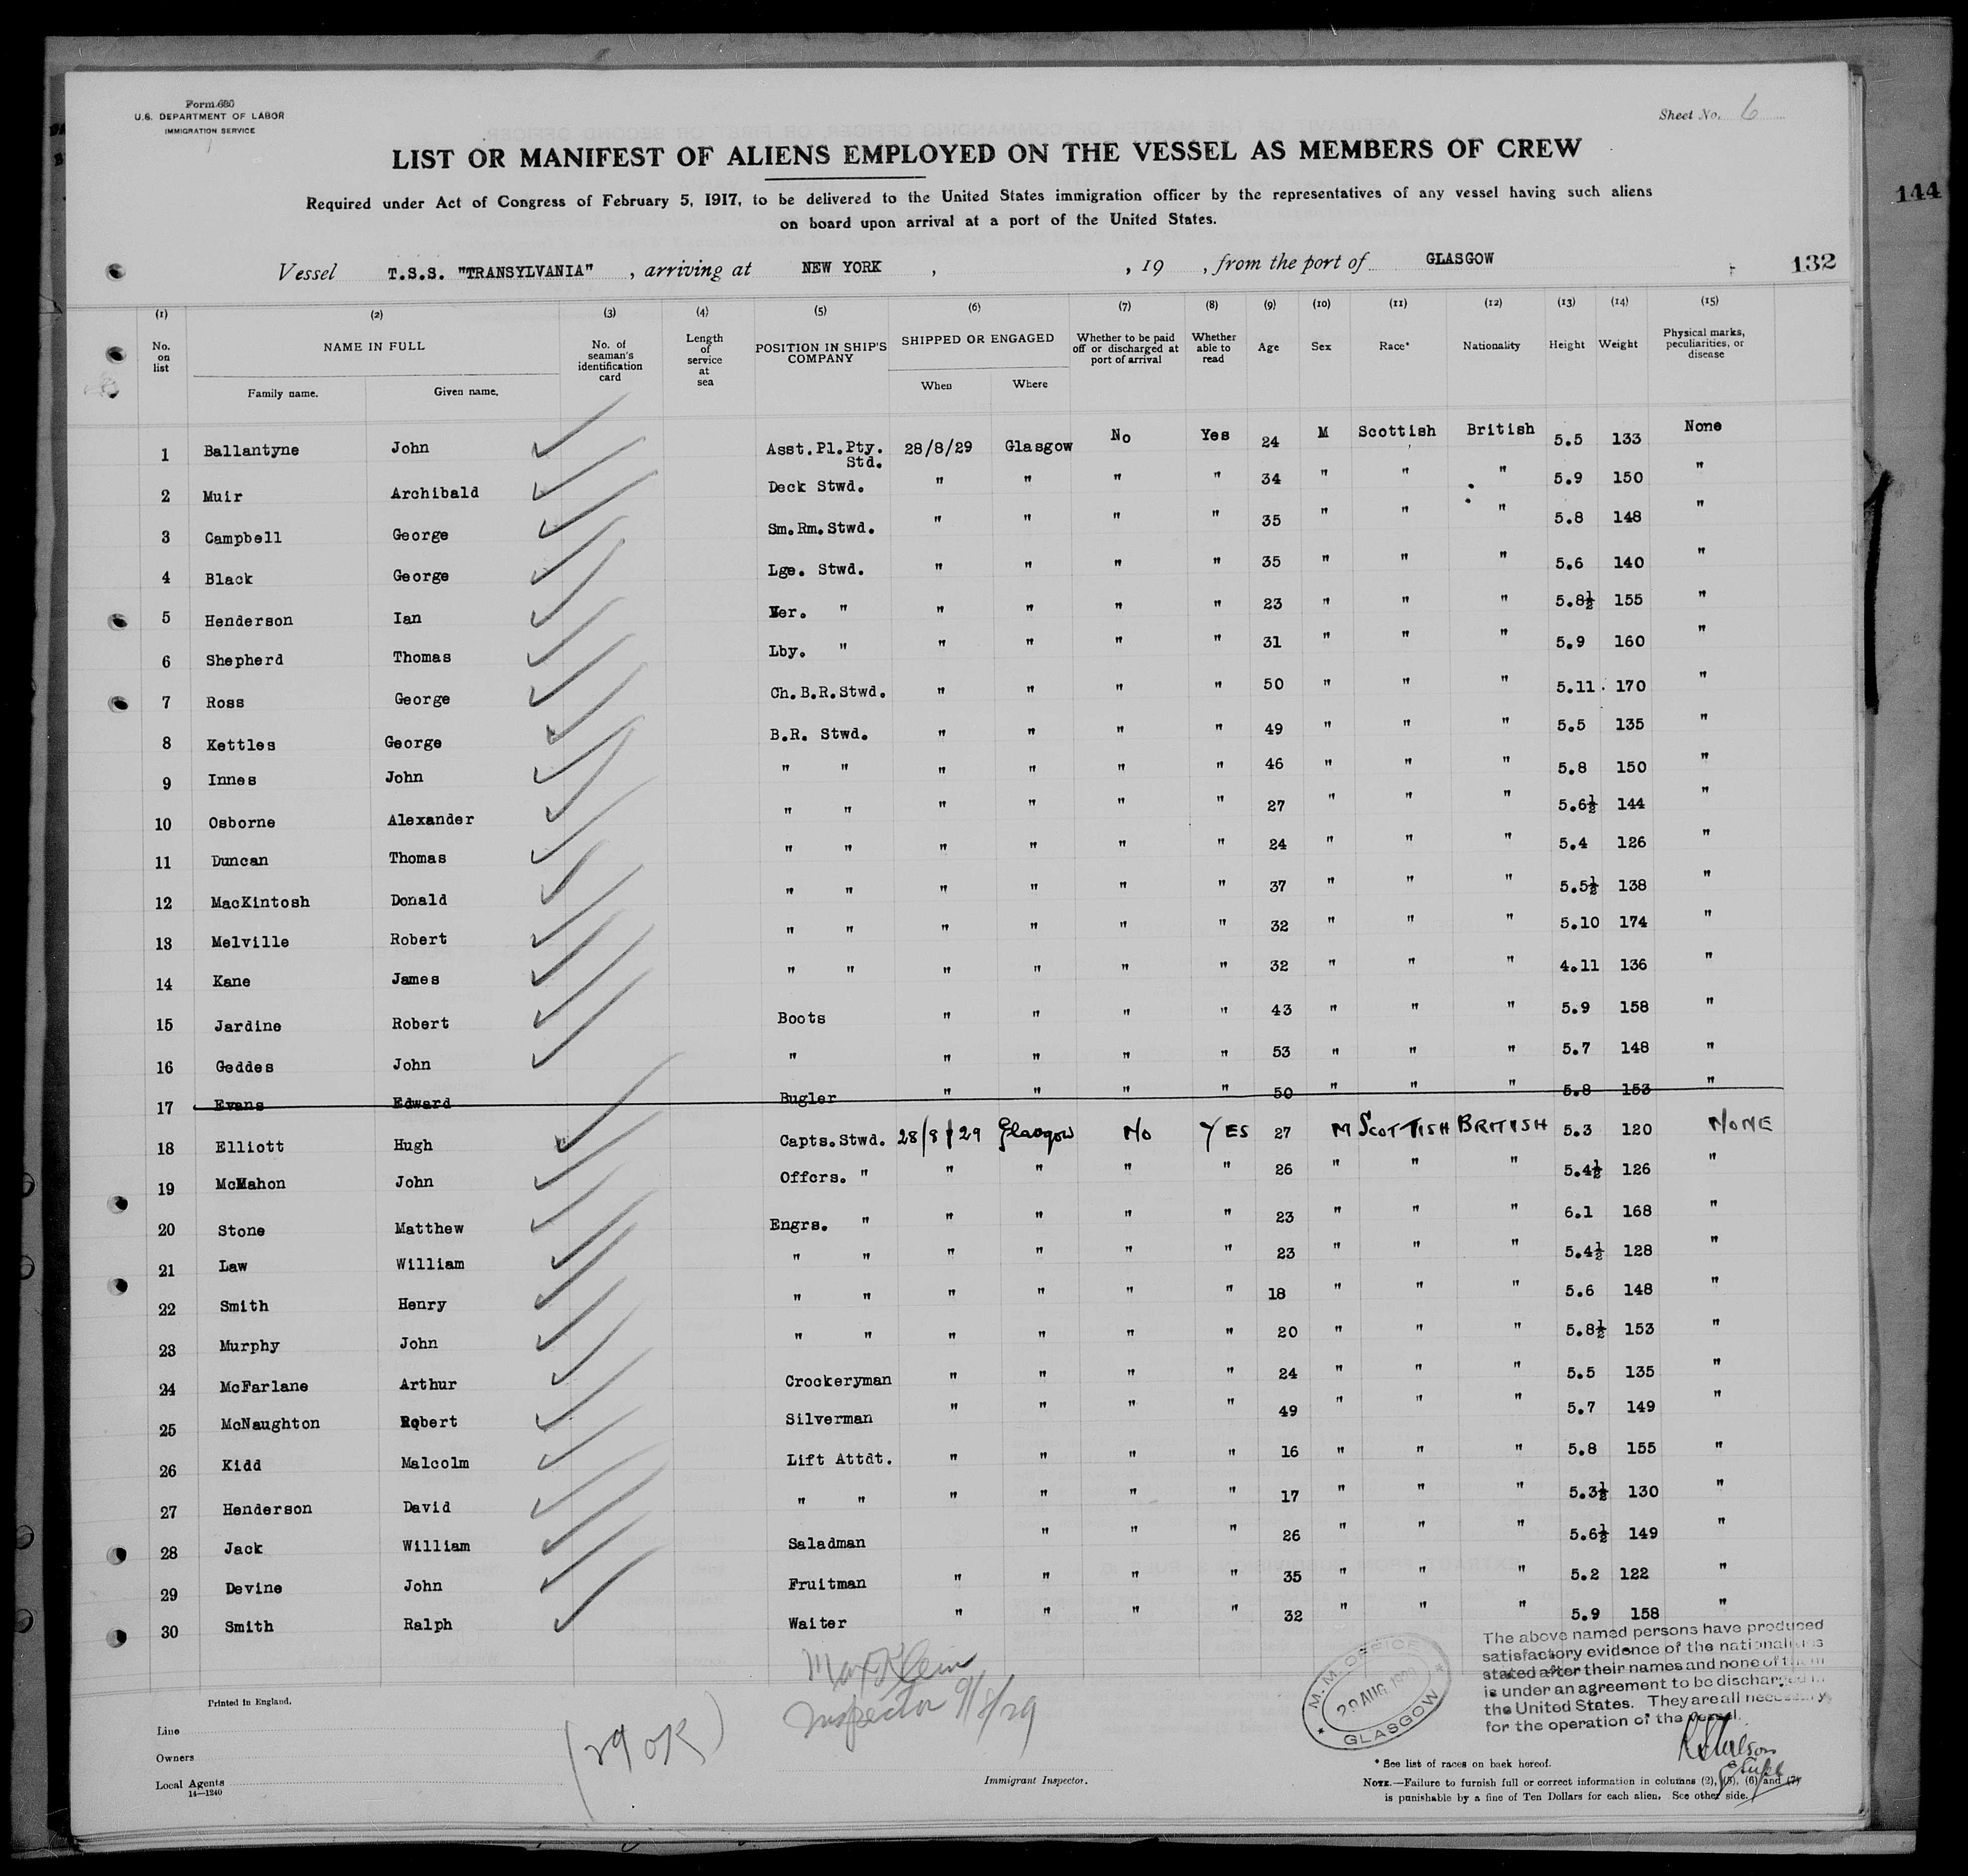 Form 680
U.S. DEPARTMENT OF LABOR
IMMIGRATION SERVICE
Sheet No. 6
LIST OR MANIFEST OF ALIENS EMPLOYED ON THE VESSEL AS MEMBERS OF CREW
144
Required under Act of Congress of February 5, 1917, to be delivered to the United States immigration officer by the representatives of any vessel having such aliens
on board upon arrival at a port of the United States.
Vessel T.S.S. "TRANSYLVANIA" , arriving at NEW YORK , , 19 , from the port of GLASGOW 132
(1) (2) (3) (4) (5) (6) (7) (8) (9) (10) (11) (12) (13) (14) (15)
No. on list NAME IN FULL Family name. Given name. No. of seaman's identification card Length of service at sea POSITION IN SHIP'S COMPANY SHIPPED OR ENGAGED When Where Whether to be paid off or discharged at port of arrival Whether able to read Age Sex Race* Nationality Height Weight Physical marks, peculiarities, or disease
1 Ballantyne John Asst.Pl.Pty. Std. 28/8/29 Glasgow No Yes 24 M Scottish British 5.5 133 None
2 Muir Archibald Deck Stwd. " " " " 34 " " " 5.9 150 "
3 Campbell George Sm.Rm.Stwd. " " " " 35 " " " 5.8 148 "
4 Black George Lge. Stwd. " " " " 35 " " " 5.6 140 "
5 Henderson Ian Ver. " " " " " 23 " " " 5.8½ 155 "
6 Shepherd Thomas Lby. " " " " " 31 " " " 5.9 160 "
7 Ross George Ch.B.R.Stwd. " " " " 50 " " " 5.11 170 "
8 Kettles George B.R. Stwd. " " " " 49 " " " 5.5 135 "
9 Innes John " " " " " " 46 " " " 5.8 150 "
10 Osborne Alexander " " " " " " 27 " " " 5.6½ 144 "
11 Duncan Thomas " " " " " " 24 " " " 5.4 126 "
12 MacKintosh Donald " " " " " " 37 " " " 5.5½ 138 "
13 Melville Robert " " " " " " 32 " " " 5.10 174 "
14 Kane James " " " " " " 32 " " " 4.11 136 "
15 Jardine Robert Boots " " " " 43 " " " 5.9 158 "
16 Geddes John " " " " " 53 " " " 5.7 148 "
17 Evans Edward Bugler " " " " 50 " " " 5.8 153 "
18 Elliott Hugh Capts.Stwd. 28/8/29 Glasgow No YES 27 M SCOTTISH BRITISH 5.3 120 NONE
19 McMahon John Offcrs. " " " " " 26 " " " 5.4½ 126 "
20 Stone Matthew Engrs. " " " " " 23 " " " 6.1 168 "
21 Law William " " " " " " 23 " " " 5.4½ 128 "
22 Smith Henry " " " " " " 18 " " " 5.6 148 "
23 Murphy John " " " " " " 20 " " " 5.8½ 153 "
24 McFarlane Arthur Crockeryman " " " " 24 " " " 5.5 135 "
25 McNaughton Robert Silverman " " " " 49 " " " 5.7 149 "
26 Kidd Malcolm Lift Attdt. " " " " 16 " " " 5.8 155 "
27 Henderson David " " " " " " 17 " " " 5.3½ 130 "
28 Jack William Saladman " " " 26 " " " 5.6½ 149 "
29 Devine John Fruitman " " " " 35 " " " 5.2 122 "
30 Smith Ralph Waiter " " " " 32 " " " 5.9 158 "
The above named persons have produced
satisfactory evidence of the nationalities
stated after their names and none of them
is under an agreement to be discharged in
the United States. They are all necessary
for the operation of the vessel.
M.M. OFFICE
29 AUG
GLASGOW
Max Klein
Inspector 9/8/29
(29 OK)
Printed in England.
Line
Owners
Local Agents
14—1240
Immigrant Inspector.
* See list of races on back hereof.
NOTE.—Failure to furnish full or correct information in columns (2), (5), (6) and (7)
is punishable by a fine of Ten Dollars for each alien. See other side.